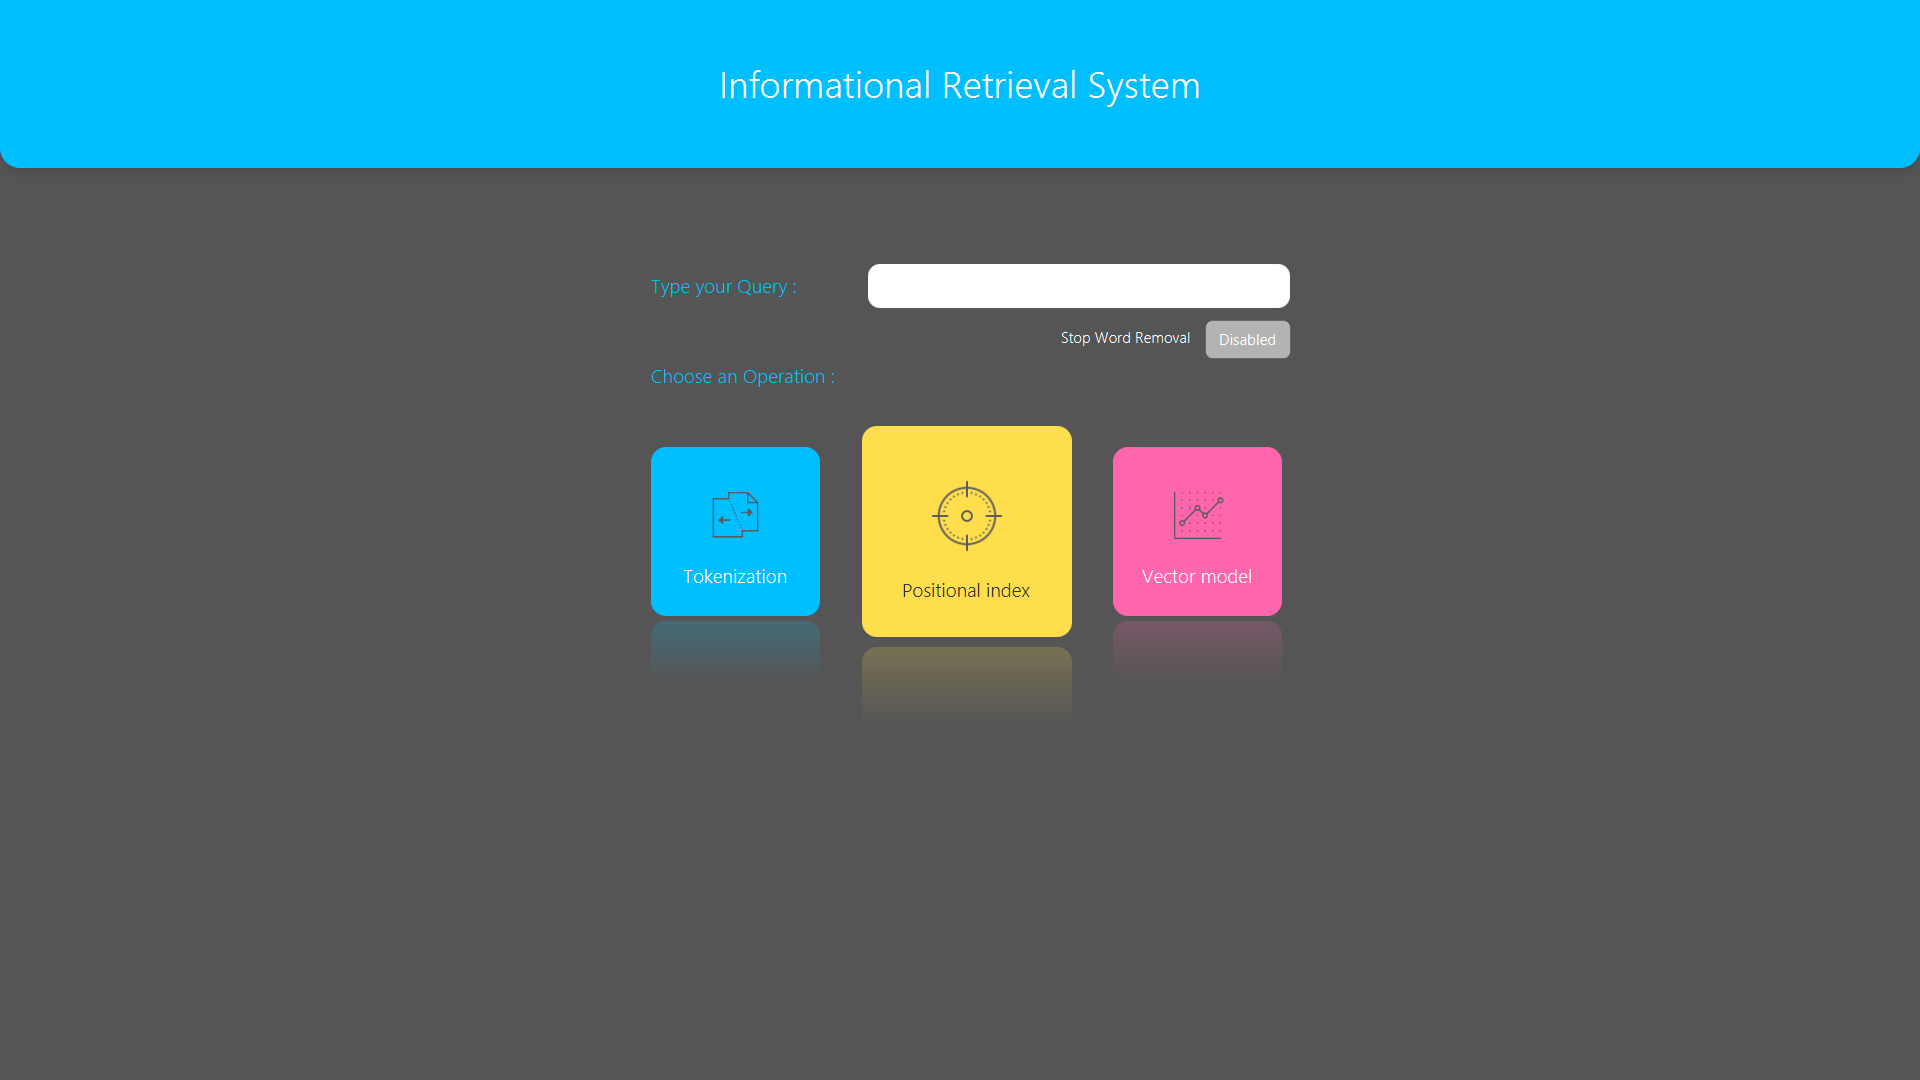 Informational Retrieval System
Type your Query :
Stop Word Removal Disabled
Choose an Operation :
Tokenization
Positional index
Vector model